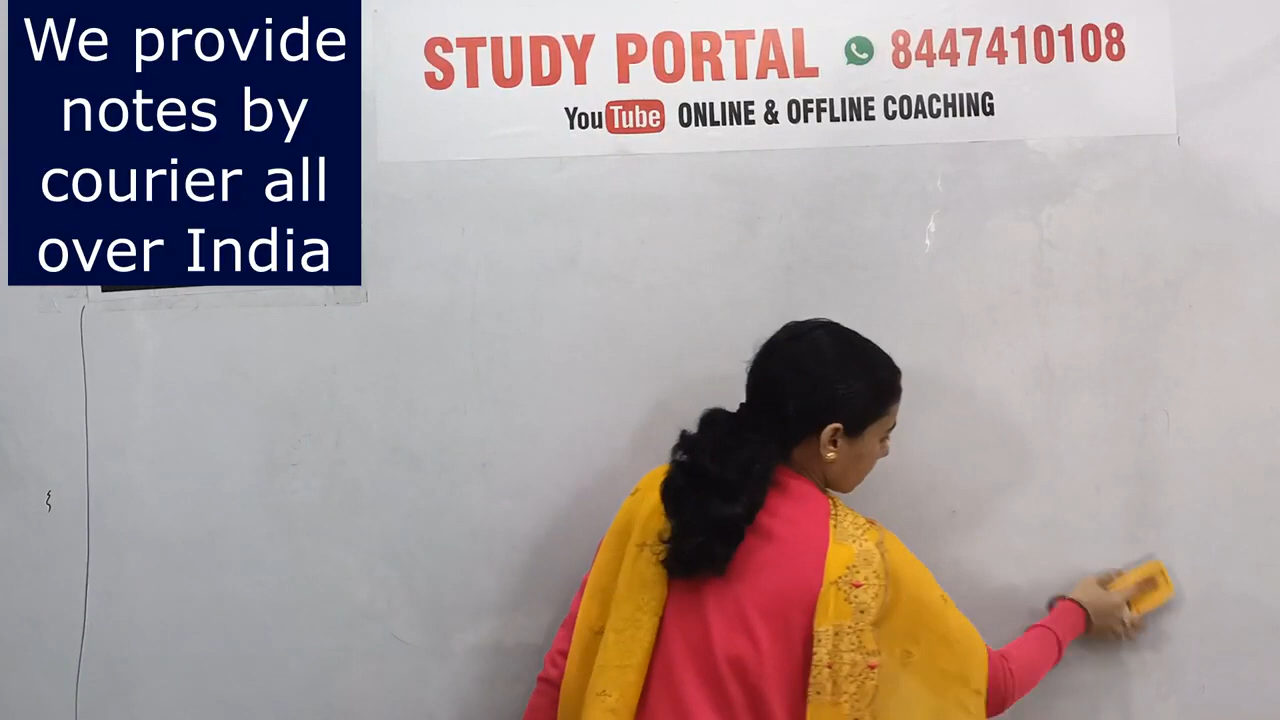 We provide
notes by
courier all
over India
STUDY PORTAL 8447410108
YouTube ONLINE & OFFLINE COACHING